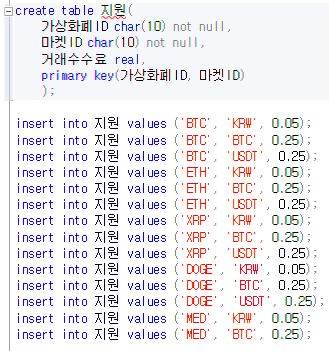 create table 지원(
가상화폐ID char(10) not null,
마켓ID char(10) not null,
거래수수료 real,
primary key(가상화폐ID, 마켓ID)
);
insert into 지원 values ('BTC', 'KRW', 0.05);
insert into 지원 values ('BTC', 'BTC', 0.25);
insert into 지원 values ('BTC', 'USDT', 0.25);
insert into 지원 values ('ETH', 'KRW', 0.05);
insert into 지원 values ('ETH', 'BTC', 0.25);
insert into 지원 values ('ETH', 'USDT', 0.25);
insert into 지원 values ('XRP', 'KRW', 0.05);
insert into 지원 values ('XRP', 'BTC', 0.25);
insert into 지원 values ('XRP', 'USDT', 0.25);
insert into 지원 values ('DOGE', 'KRW', 0.05);
insert into 지원 values ('DOGE', 'BTC', 0.25);
insert into 지원 values ('DOGE', 'USDT', 0.25);
insert into 지원 values ('MED', 'KRW', 0.05);
insert into 지원 values ('MED', 'BTC', 0.25);